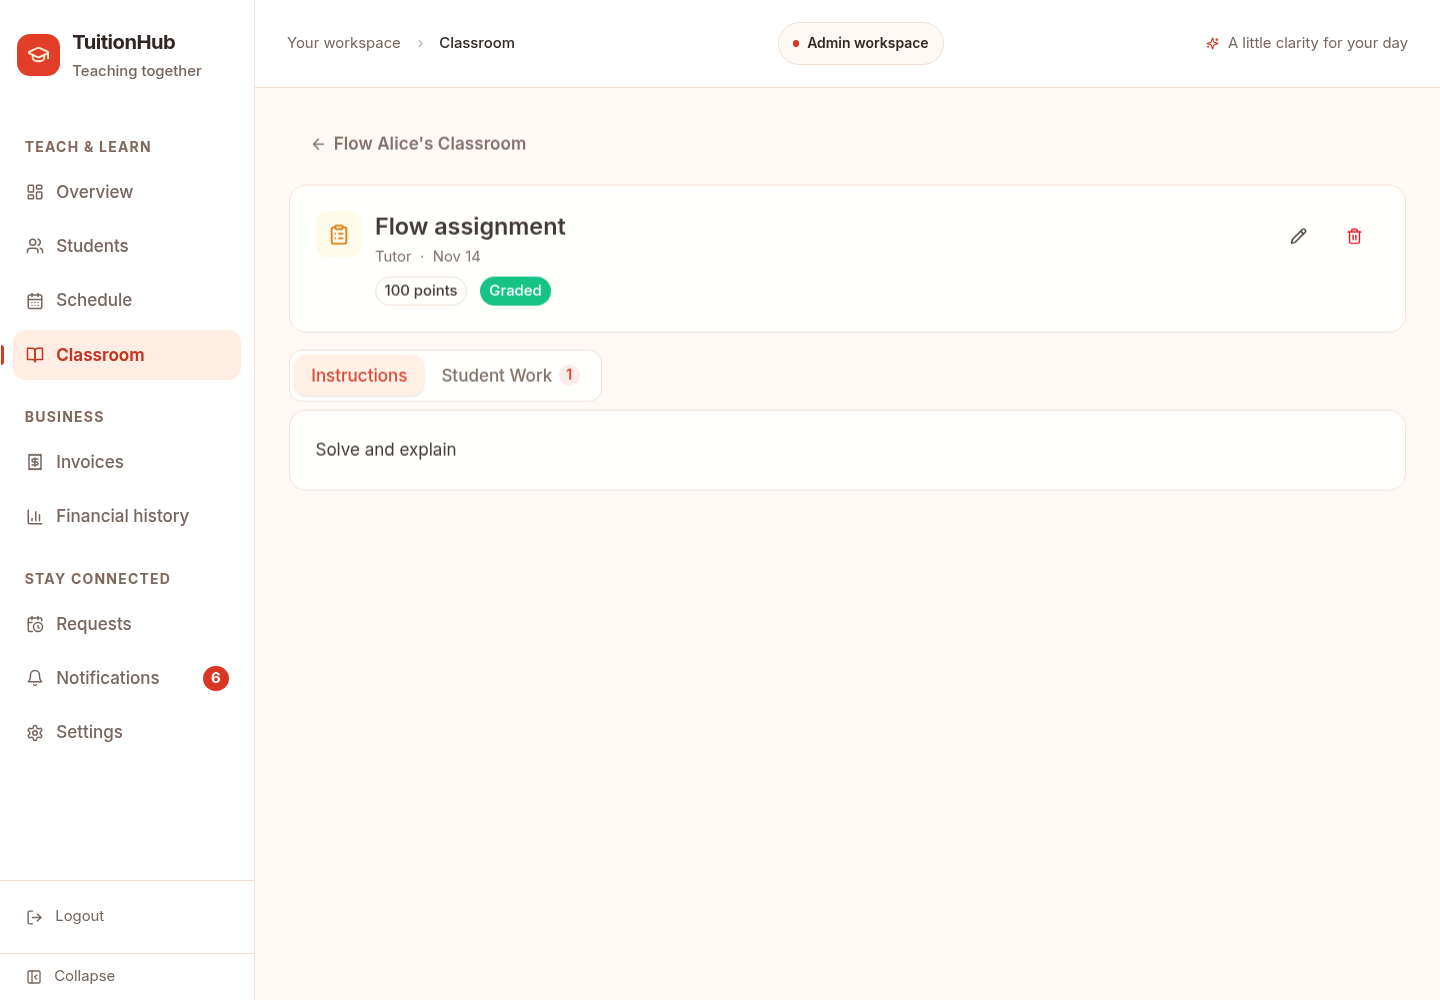 TuitionHub
Teaching together
TEACH & LEARN
Overview
Students
Schedule
Classroom
BUSINESS
Invoices
Financial history
STAY CONNECTED
Requests
Notifications 6
Settings
Logout
Collapse
Your workspace > Classroom
Admin workspace
A little clarity for your day
← Flow Alice's Classroom
Flow assignment
Tutor · Nov 14
100 points Graded
Instructions Student Work 1
Solve and explain